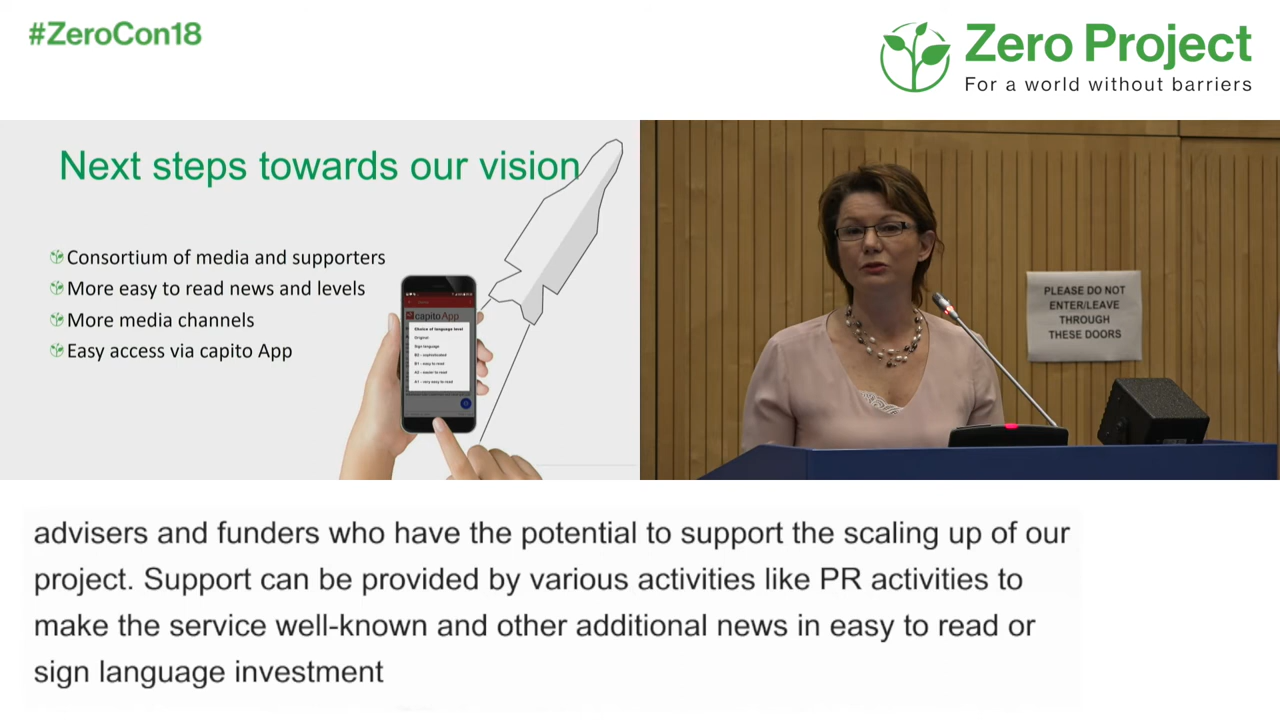 #ZeroCon18
Zero Project
For a world without barriers
Next steps towards our vision
Consortium of media and supporters
More easy to read news and levels
More media channels
Easy access via capito App
capito App
Choice of language level
Original
Sign language
B2 - sophisticated
B1 - easy to read
A2 - easier to read
A1 - very easy to read
PLEASE DO NOT
ENTER/LEAVE
THROUGH
THESE DOORS
advisers and funders who have the potential to support the scaling up of our
project. Support can be provided by various activities like PR activities to
make the service well-known and other additional news in easy to read or
sign language investment